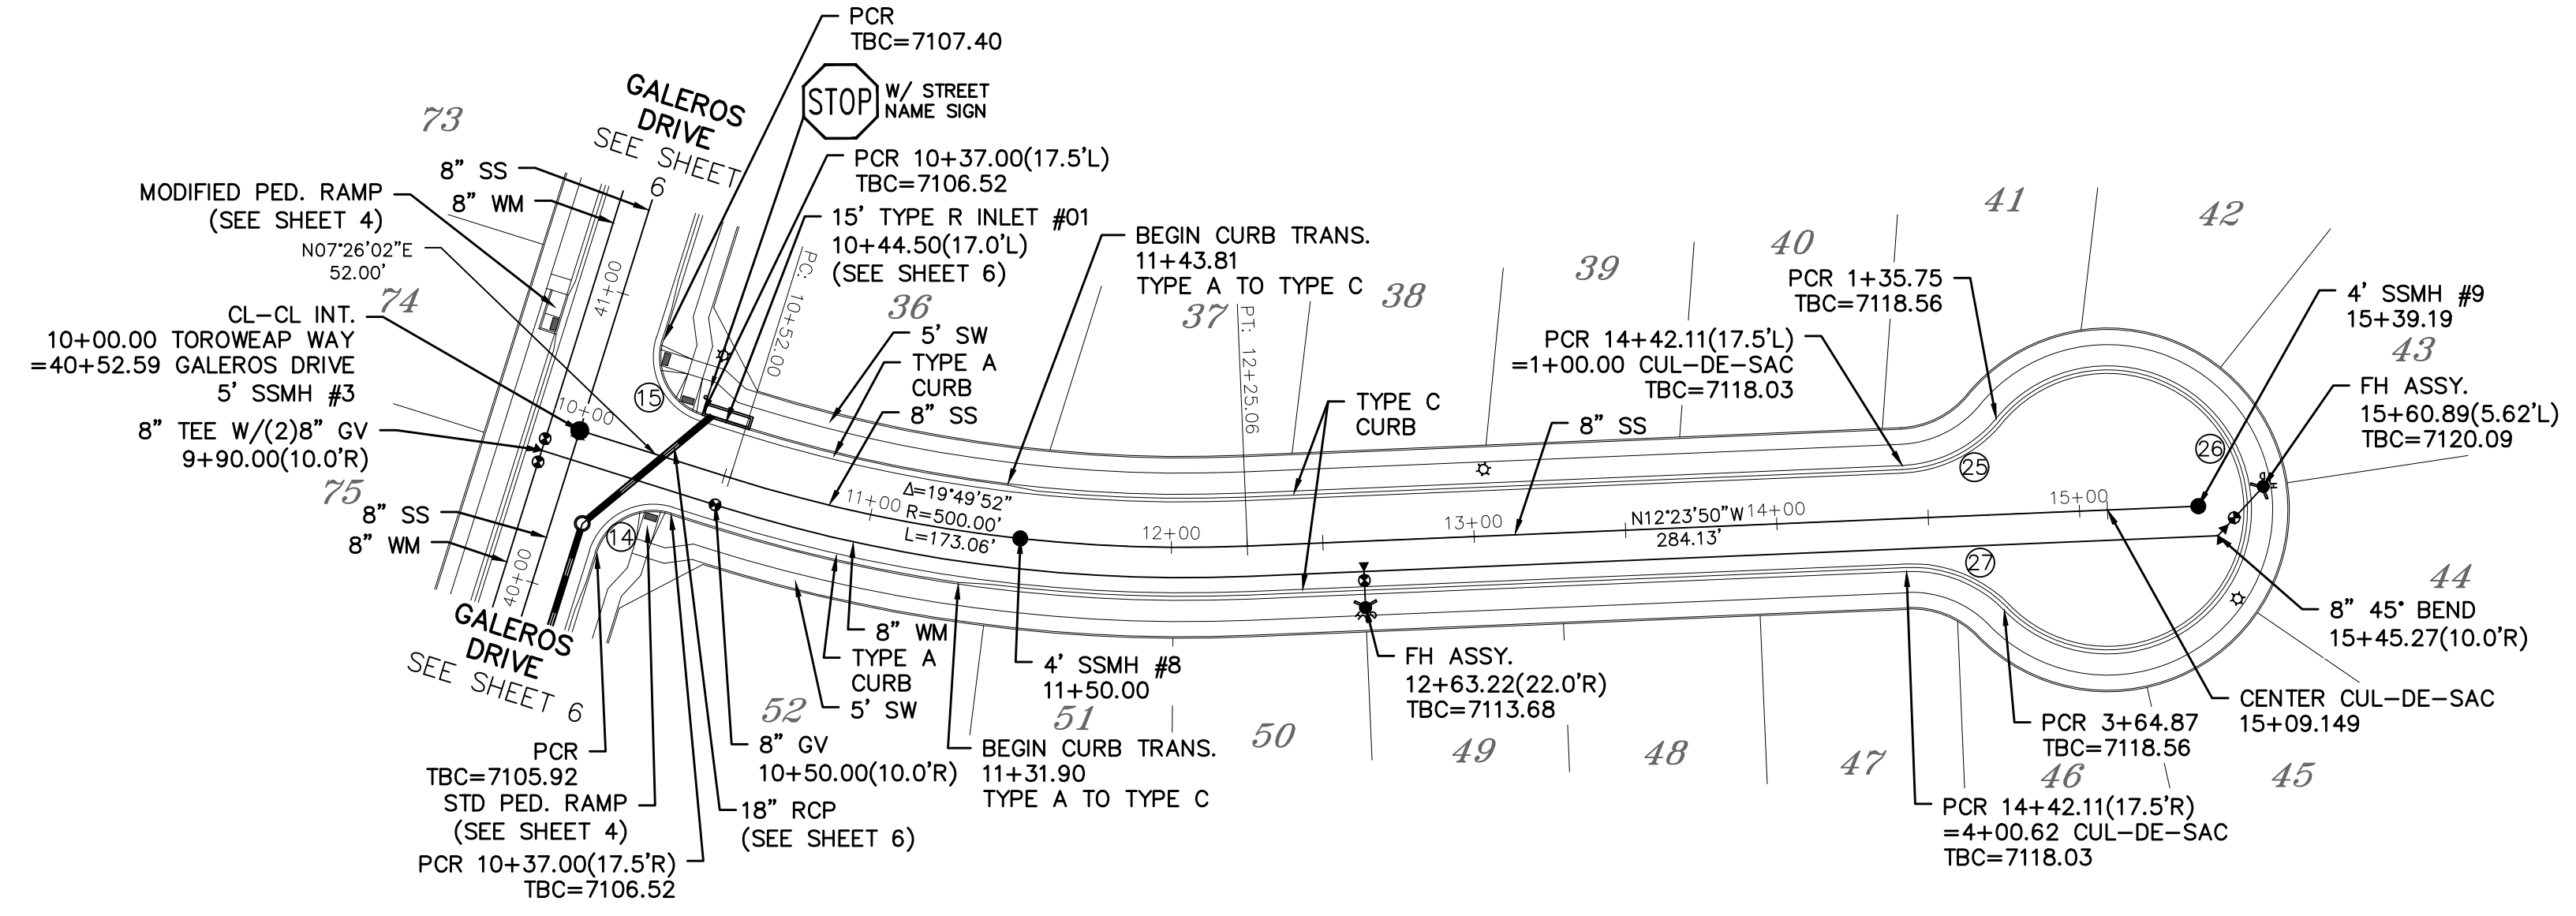 PCR
TBC=7107.40
STOP
W/ STREET
NAME SIGN
GALEROS
DRIVE
SEE SHEET
6
73
8” SS
8” WM
MODIFIED PED. RAMP
(SEE SHEET 4)
N07°26'02”E
52.00'
74
CL-CL INT.
10+00.00 TOROWEAP WAY
=40+52.59 GALEROS DRIVE
5' SSMH #3
8” TEE W/(2)8” GV
9+90.00(10.0'R)
75
8” SS
8” WM
41+00
40+00
10+00
15
14
PCR 10+37.00(17.5'L)
TBC=7106.52
15' TYPE R INLET #01
10+44.50(17.0'L)
(SEE SHEET 6)
PC: 10+52.00
36
5' SW
TYPE A
CURB
8” SS
BEGIN CURB TRANS.
11+43.81
TYPE A TO TYPE C
37
PT: 12+25.06
38
39
40
41
42
43
44
TYPE C
CURB
8” SS
PCR 1+35.75
TBC=7118.56
PCR 14+42.11(17.5'L)
=1+00.00 CUL-DE-SAC
TBC=7118.03
4' SSMH #9
15+39.19
FH ASSY.
15+60.89(5.62'L)
TBC=7120.09
25
26
27
11+00
Δ=19°49'52”
R=500.00'
L=173.06'
12+00
13+00
N12°23'50”W
284.13'
14+00
15+00
8” 45° BEND
15+45.27(10.0'R)
CENTER CUL-DE-SAC
15+09.149
PCR 3+64.87
TBC=7118.56
45
46
47
48
49
50
51
52
PCR 14+42.11(17.5'R)
=4+00.62 CUL-DE-SAC
TBC=7118.03
FH ASSY.
12+63.22(22.0'R)
TBC=7113.68
4' SSMH #8
11+50.00
8” WM
TYPE A
CURB
5' SW
BEGIN CURB TRANS.
11+31.90
TYPE A TO TYPE C
8” GV
10+50.00(10.0'R)
18” RCP
(SEE SHEET 6)
GALEROS
DRIVE
SEE SHEET 6
PCR
TBC=7105.92
STD PED. RAMP
(SEE SHEET 4)
PCR 10+37.00(17.5'R)
TBC=7106.52